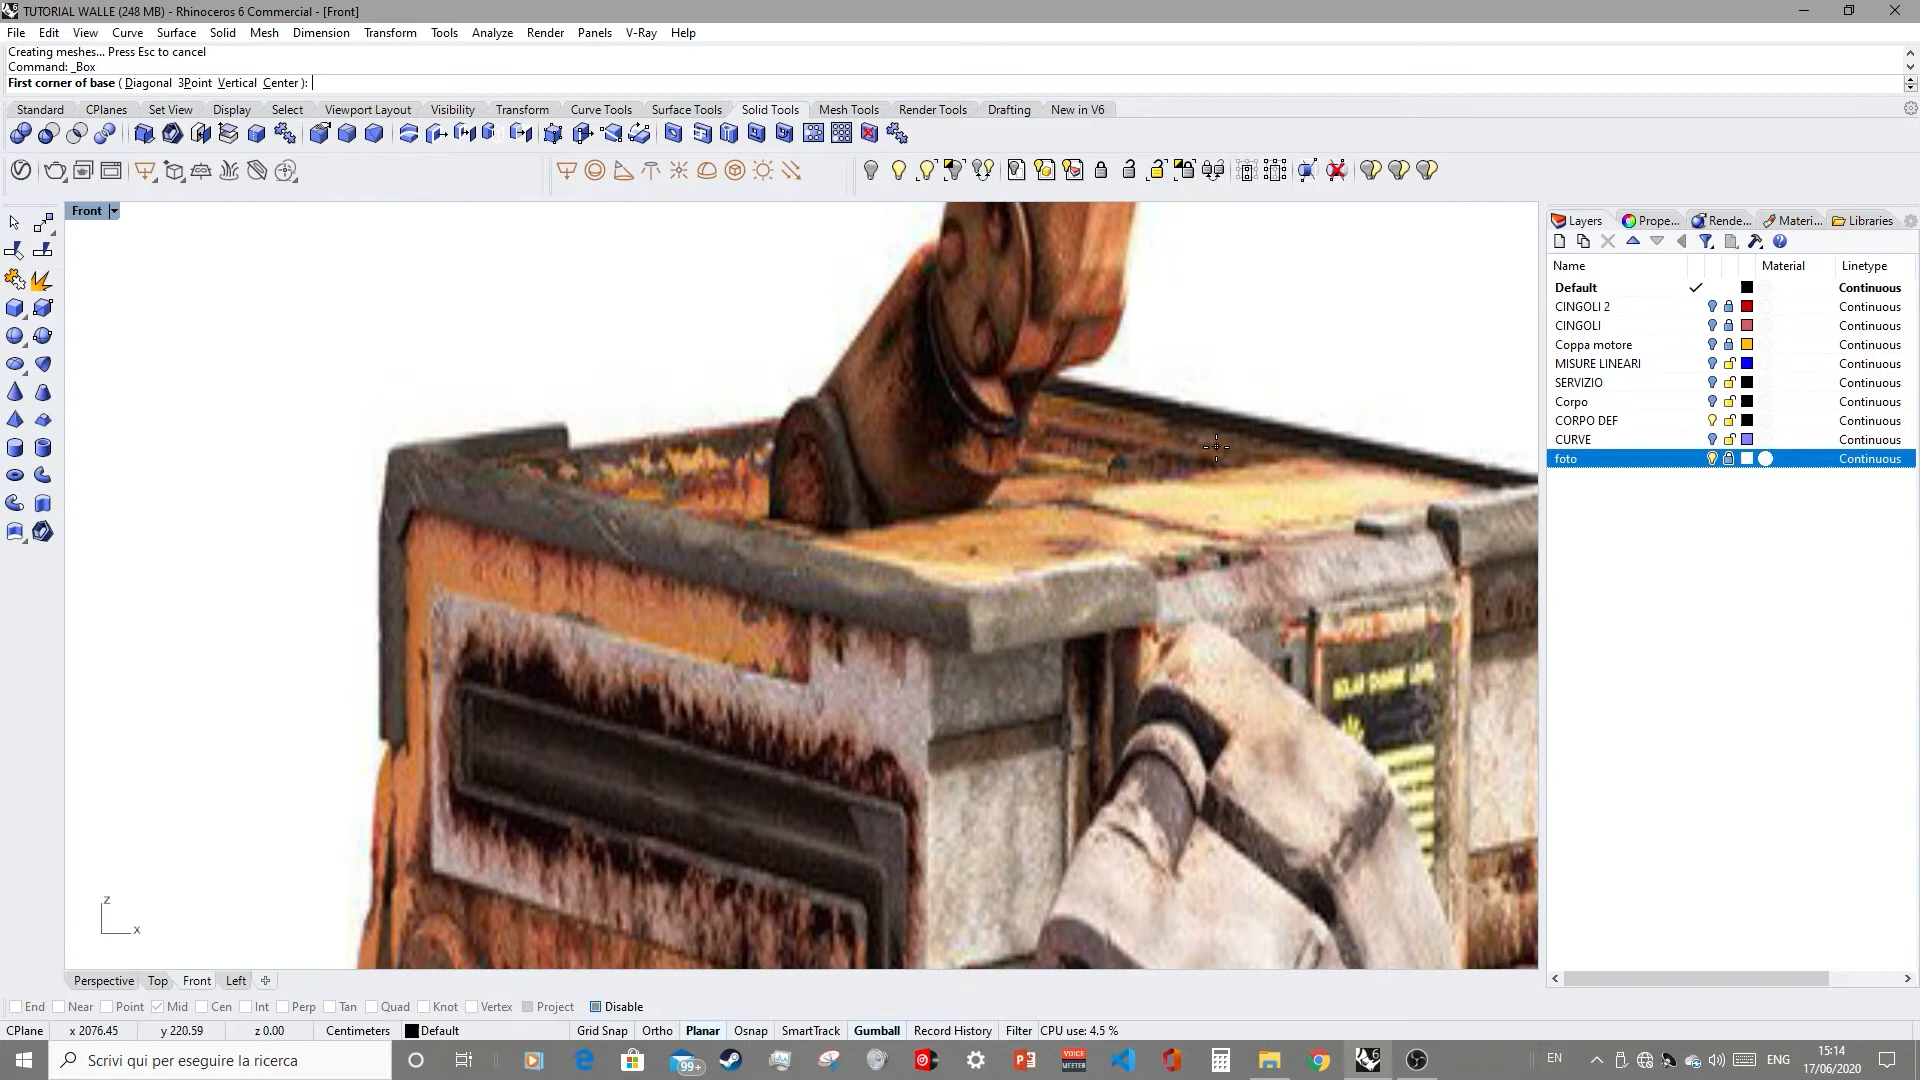 TUTORIAL WALLE (248 MB) - Rhinoceros 6 Commercial - [Front]
File Edit View Curve Surface Solid Mesh Dimension Transform Tools Analyze Render Panels V-Ray Help
Creating meshes... Press Esc to cancel
Command: _Box
First corner of base ( Diagonal 3Point Vertical Center ):
Standard CPlanes Set View Display Select Viewport Layout Visibility Transform Curve Tools Surface Tools Solid Tools Mesh Tools Render Tools Drafting New in V6
Front
Layers Prope... Rende... Materi... Libraries
Name Material Linetype
Default Continuous
CINGOLI 2 Continuous
CINGOLI Continuous
Coppa motore Continuous
MISURE LINEARI Continuous
SERVIZIO Continuous
Corpo Continuous
CORPO DEF Continuous
CURVE Continuous
foto Continuous
z
x
Perspective Top Front Left
End Near Point Mid Cen Int Perp Tan Quad Knot Vertex Project Disable
CPlane x 2076.45 y 220.59 z 0.00 Centimeters Default Grid Snap Ortho Planar Osnap SmartTrack Gumball Record History Filter CPU use: 4.5 %
Scrivi qui per eseguire la ricerca
99+
VOICE
MEETER
EN
ENG
15:14
17/06/2020